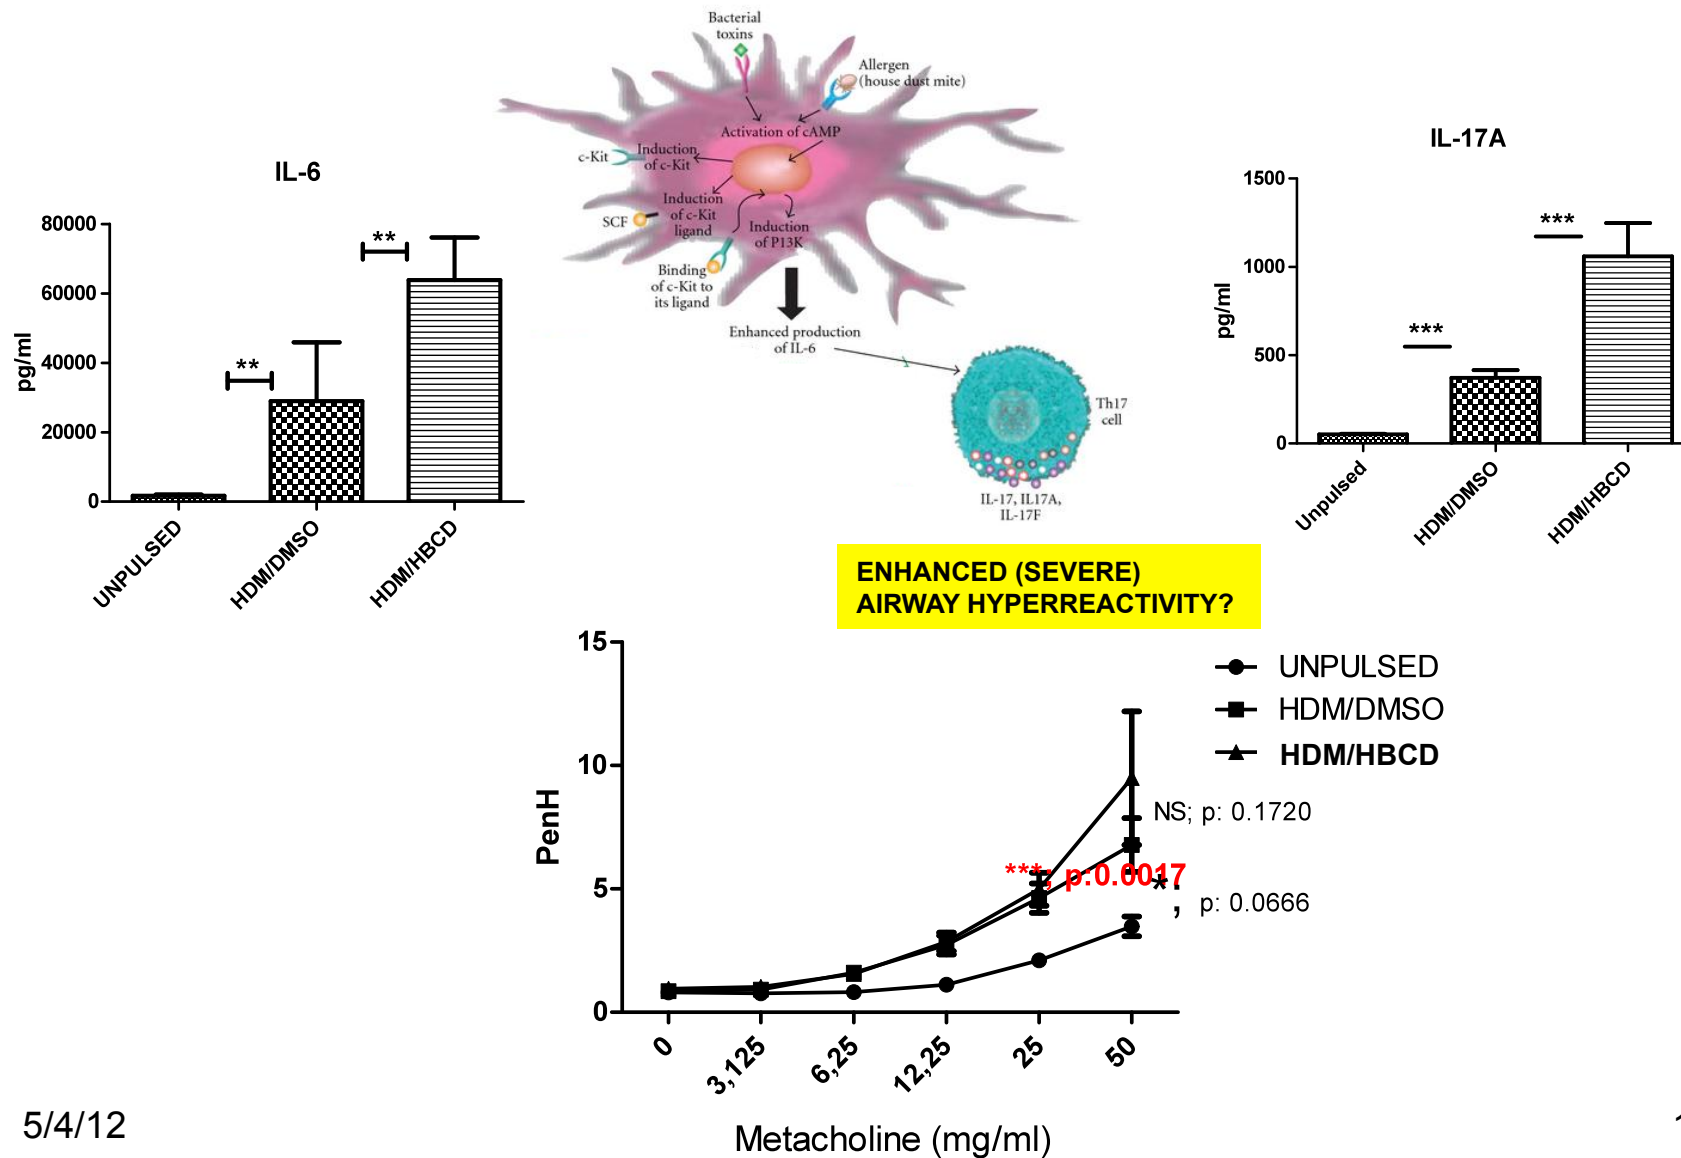 Bacterial
toxins
Allergen
(house dust mite)
Activation of cAMP
c-Kit
Induction
of c-Kit
Induction
of c-Kit
ligand
SCF
Induction
of P13K
Binding
of c-Kit to
its ligand
Enhanced production
of IL-6
Th17
cell
IL-17, IL17A,
IL-17F
IL-6
pg/ml
80000
60000
40000
20000
0
**
**
UNPULSED
HDM/DMSO
HDM/HBCD
IL-17A
pg/ml
1500
1000
500
0
***
***
Unpulsed
HDM/DMSO
HDM/HBCD
ENHANCED (SEVERE)
AIRWAY HYPERREACTIVITY?
PenH
15
10
5
0
UNPULSED
HDM/DMSO
HDM/HBCD
NS; p: 0.1720
***; p:0.0017
*; p: 0.0666
0
3,125
6,25
12,25
25
50
Metacholine (mg/ml)
5/4/12